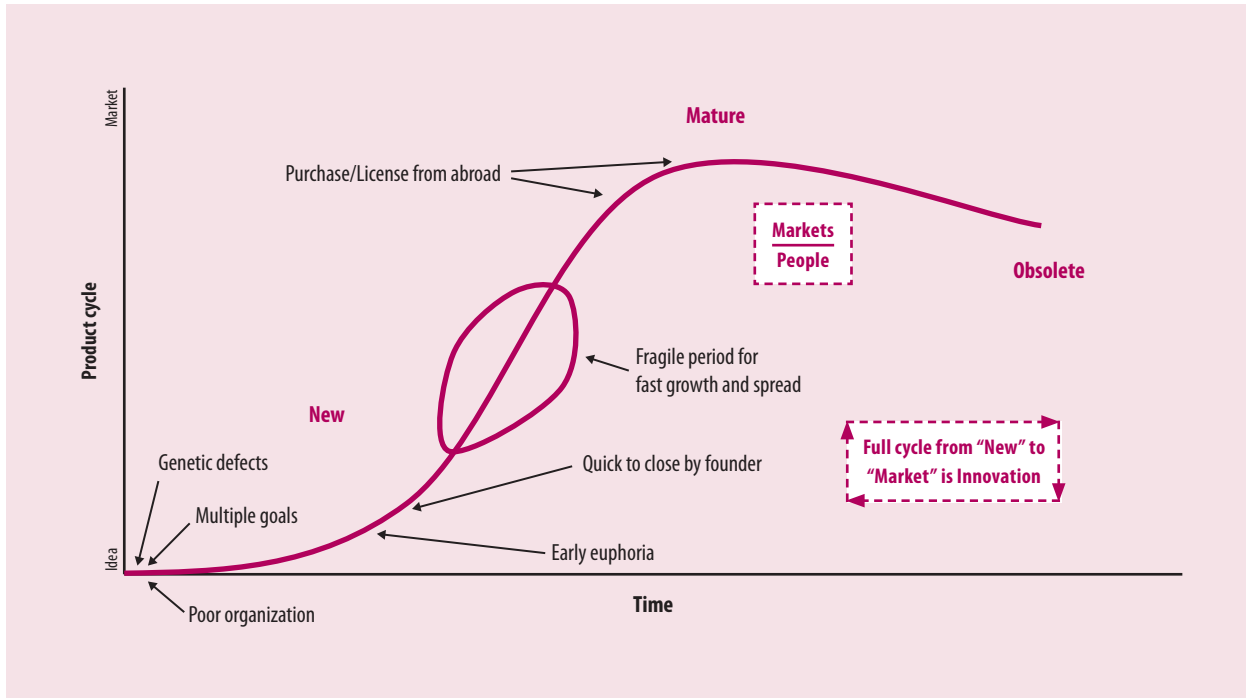 Market
Mature
Purchase/License from abroad
Markets
People
Obsolete
Product cycle
Fragile period for
fast growth and spread
New
Full cycle from “New” to
“Market” is Innovation
Genetic defects
Quick to close by founder
Multiple goals
Early euphoria
Idea
Poor organization
Time